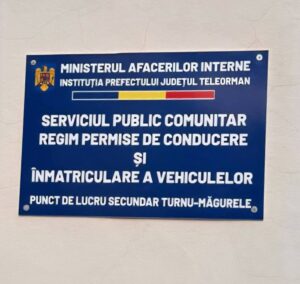 MINISTERUL AFACERILOR INTERNE
INSTITUȚIA PREFECTULUI JUDEȚUL TELEORMAN
SERVICIUL PUBLIC COMUNITAR
REGIM PERMISE DE CONDUCERE
ȘI
ÎNMATRICULARE A VEHICULELOR
PUNCT DE LUCRU SECUNDAR TURNU-MĂGURELE